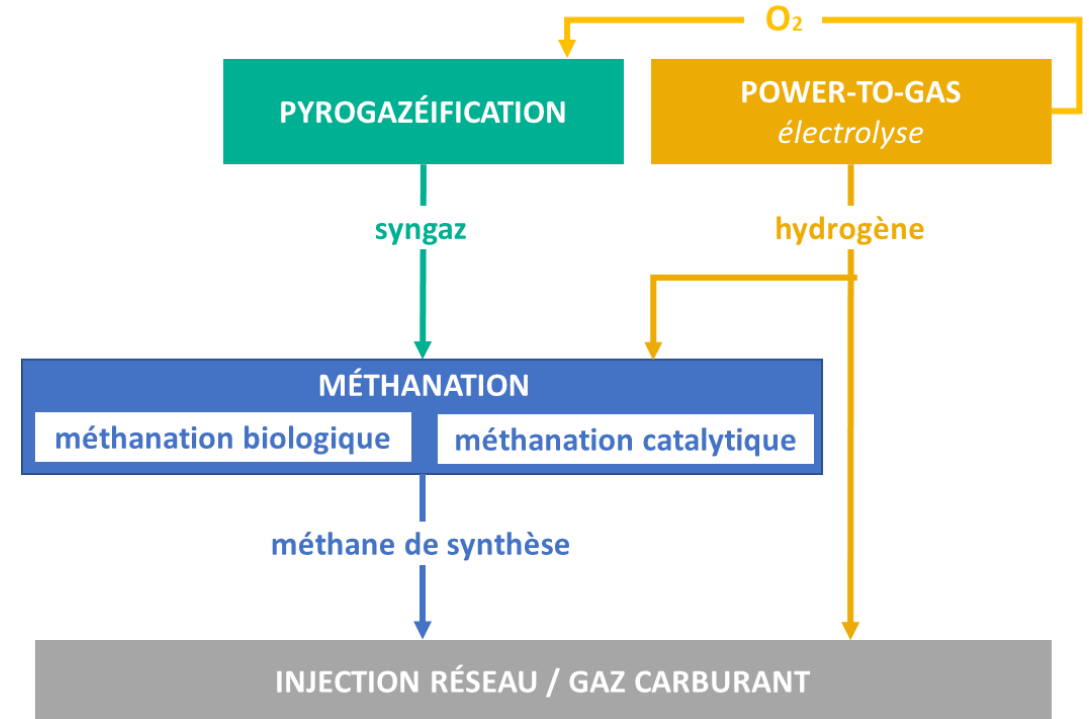 O₂
PYROGAZÉIFICATION
POWER-TO-GAS
électrolyse
syngaz
hydrogène
MÉTHANATION
méthanation biologique
méthanation catalytique
méthane de synthèse
INJECTION RÉSEAU / GAZ CARBURANT